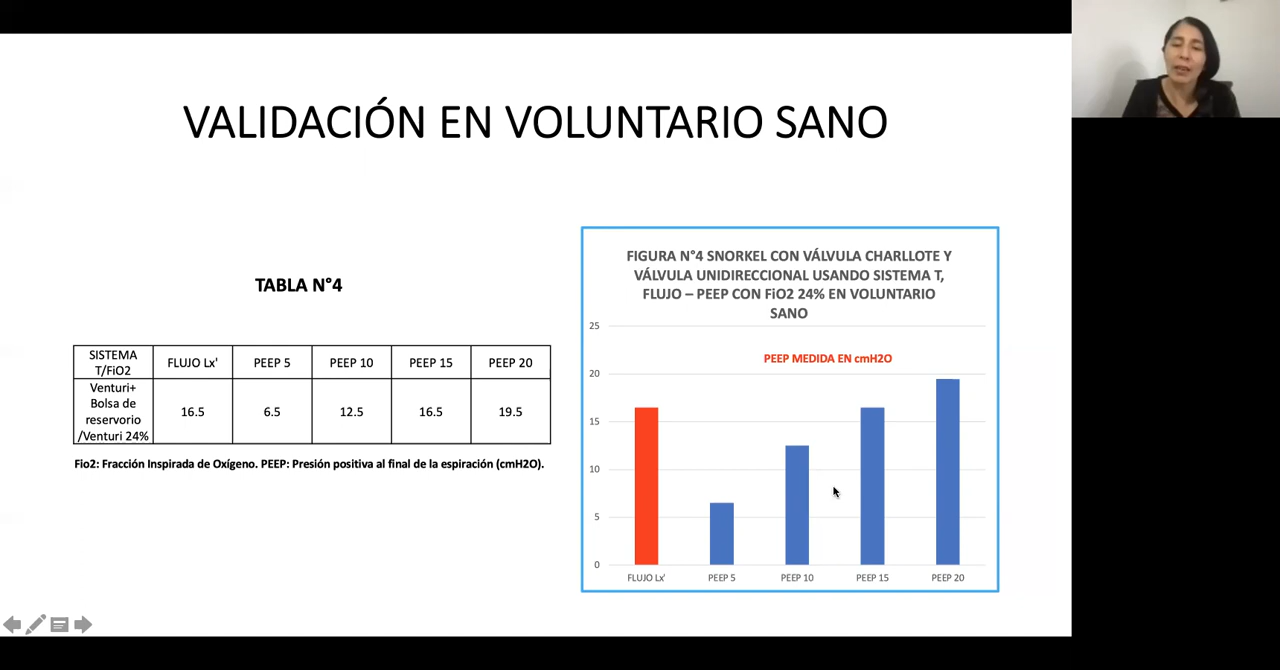 VALIDACIÓN EN VOLUNTARIO SANO
TABLA N°4
SISTEMA
T/FiO2
FLUJO Lx'
PEEP 5
PEEP 10
PEEP 15
PEEP 20
Venturi+
Bolsa de
reservorio
/Venturi 24%
16.5
6.5
12.5
16.5
19.5
Fio2: Fracción Inspirada de Oxígeno. PEEP: Presión positiva al final de la espiración (cmH2O).
FIGURA N°4 SNORKEL CON VÁLVULA CHARLLOTE Y
VÁLVULA UNIDIRECCIONAL USANDO SISTEMA T,
FLUJO – PEEP CON FiO2 24% EN VOLUNTARIO
SANO
PEEP MEDIDA EN cmH2O
25
20
15
10
5
0
FLUJO Lx'
PEEP 5
PEEP 10
PEEP 15
PEEP 20